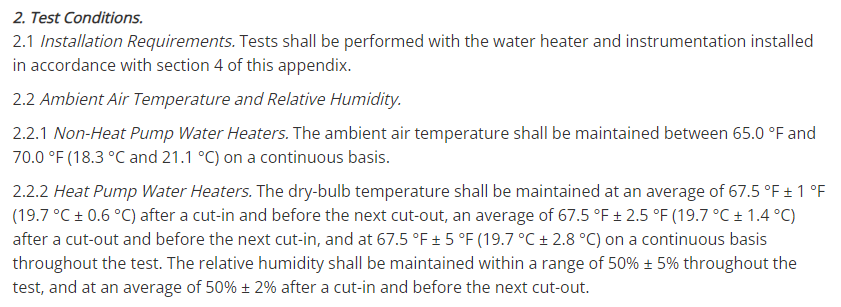 2. Test Conditions.
2.1 Installation Requirements. Tests shall be performed with the water heater and instrumentation installed
in accordance with section 4 of this appendix.
2.2 Ambient Air Temperature and Relative Humidity.
2.2.1 Non-Heat Pump Water Heaters. The ambient air temperature shall be maintained between 65.0 °F and
70.0 °F (18.3 °C and 21.1 °C) on a continuous basis.
2.2.2 Heat Pump Water Heaters. The dry-bulb temperature shall be maintained at an average of 67.5 °F ± 1 °F
(19.7 °C ± 0.6 °C) after a cut-in and before the next cut-out, an average of 67.5 °F ± 2.5 °F (19.7 °C ± 1.4 °C)
after a cut-out and before the next cut-in, and at 67.5 °F ± 5 °F (19.7 °C ± 2.8 °C) on a continuous basis
throughout the test. The relative humidity shall be maintained within a range of 50% ± 5% throughout the
test, and at an average of 50% ± 2% after a cut-in and before the next cut-out.